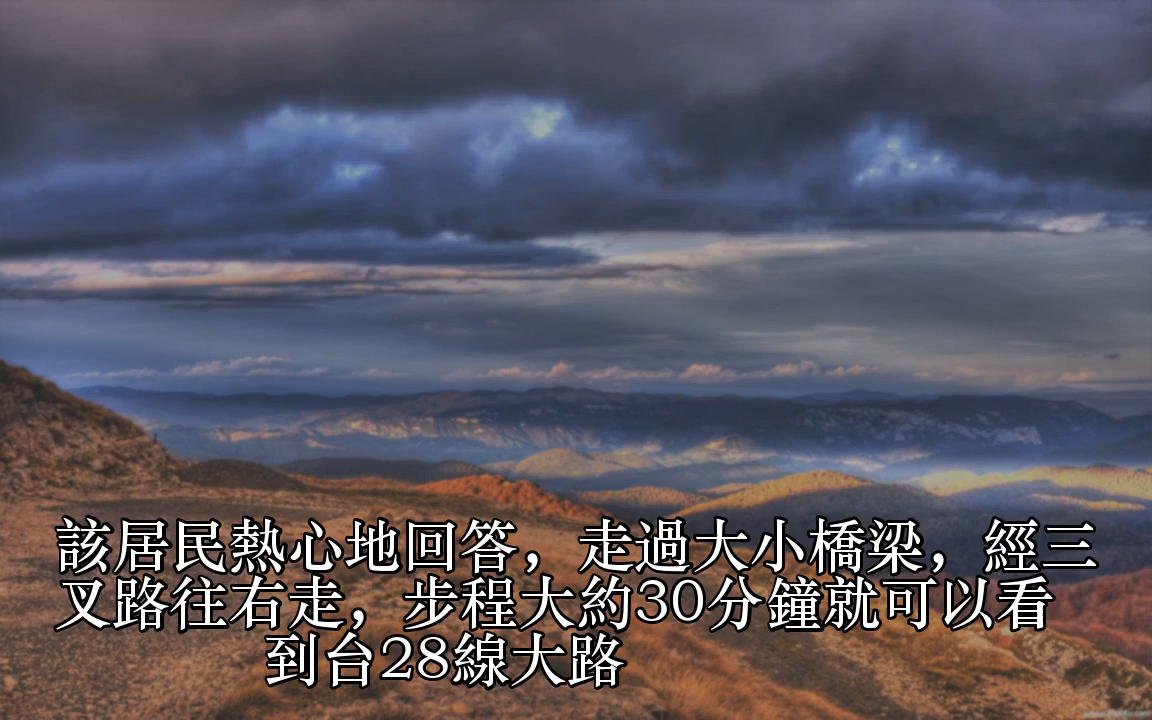 該居民熱心地回答，走過大小橋梁，經三
叉路往右走，步程大約30分鐘就可以看
到台28線大路